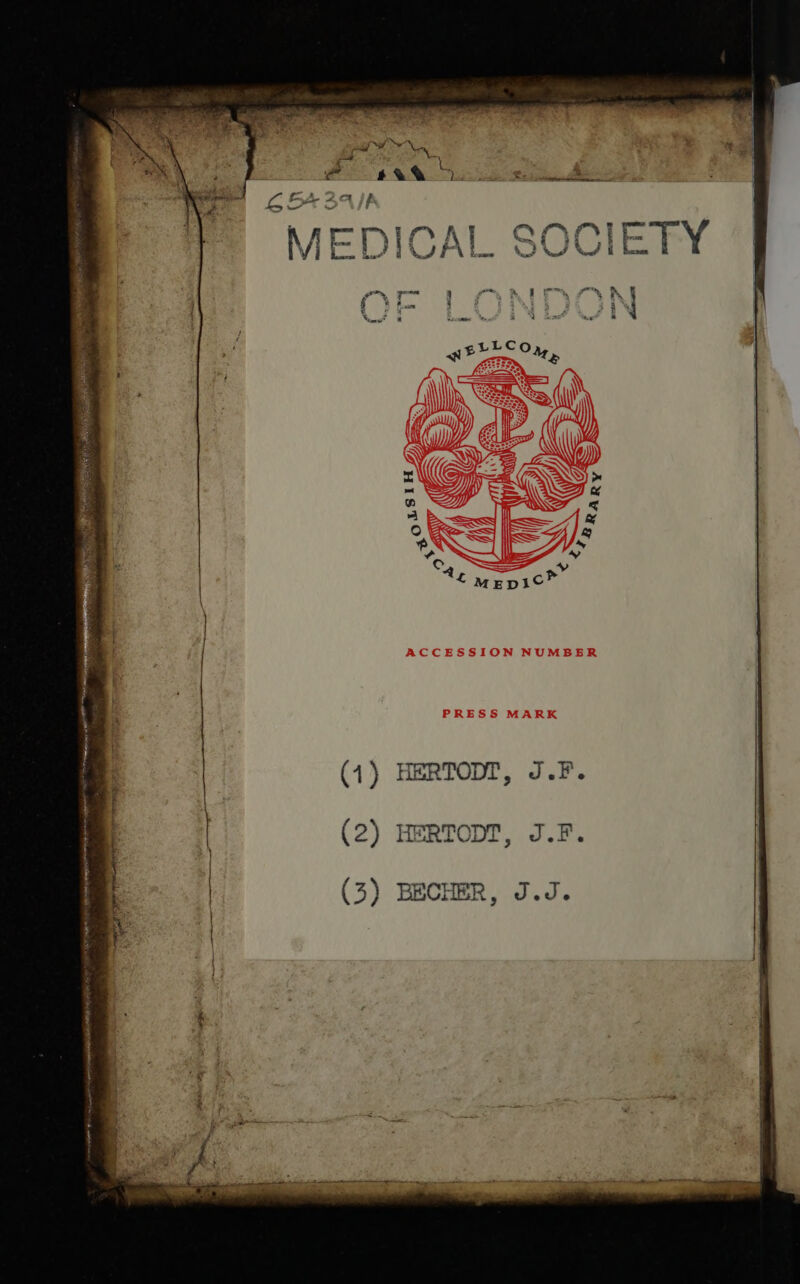 65439/A
MEDICAL SOCIETY
OF LONDON
WELLCOME
HISTORICAL MEDICAL LIBRARY
ACCESSION NUMBER
PRESS MARK
(1) HERTODT, J.F.
(2) HERTODT, J.F.
(3) BECHER, J.J.